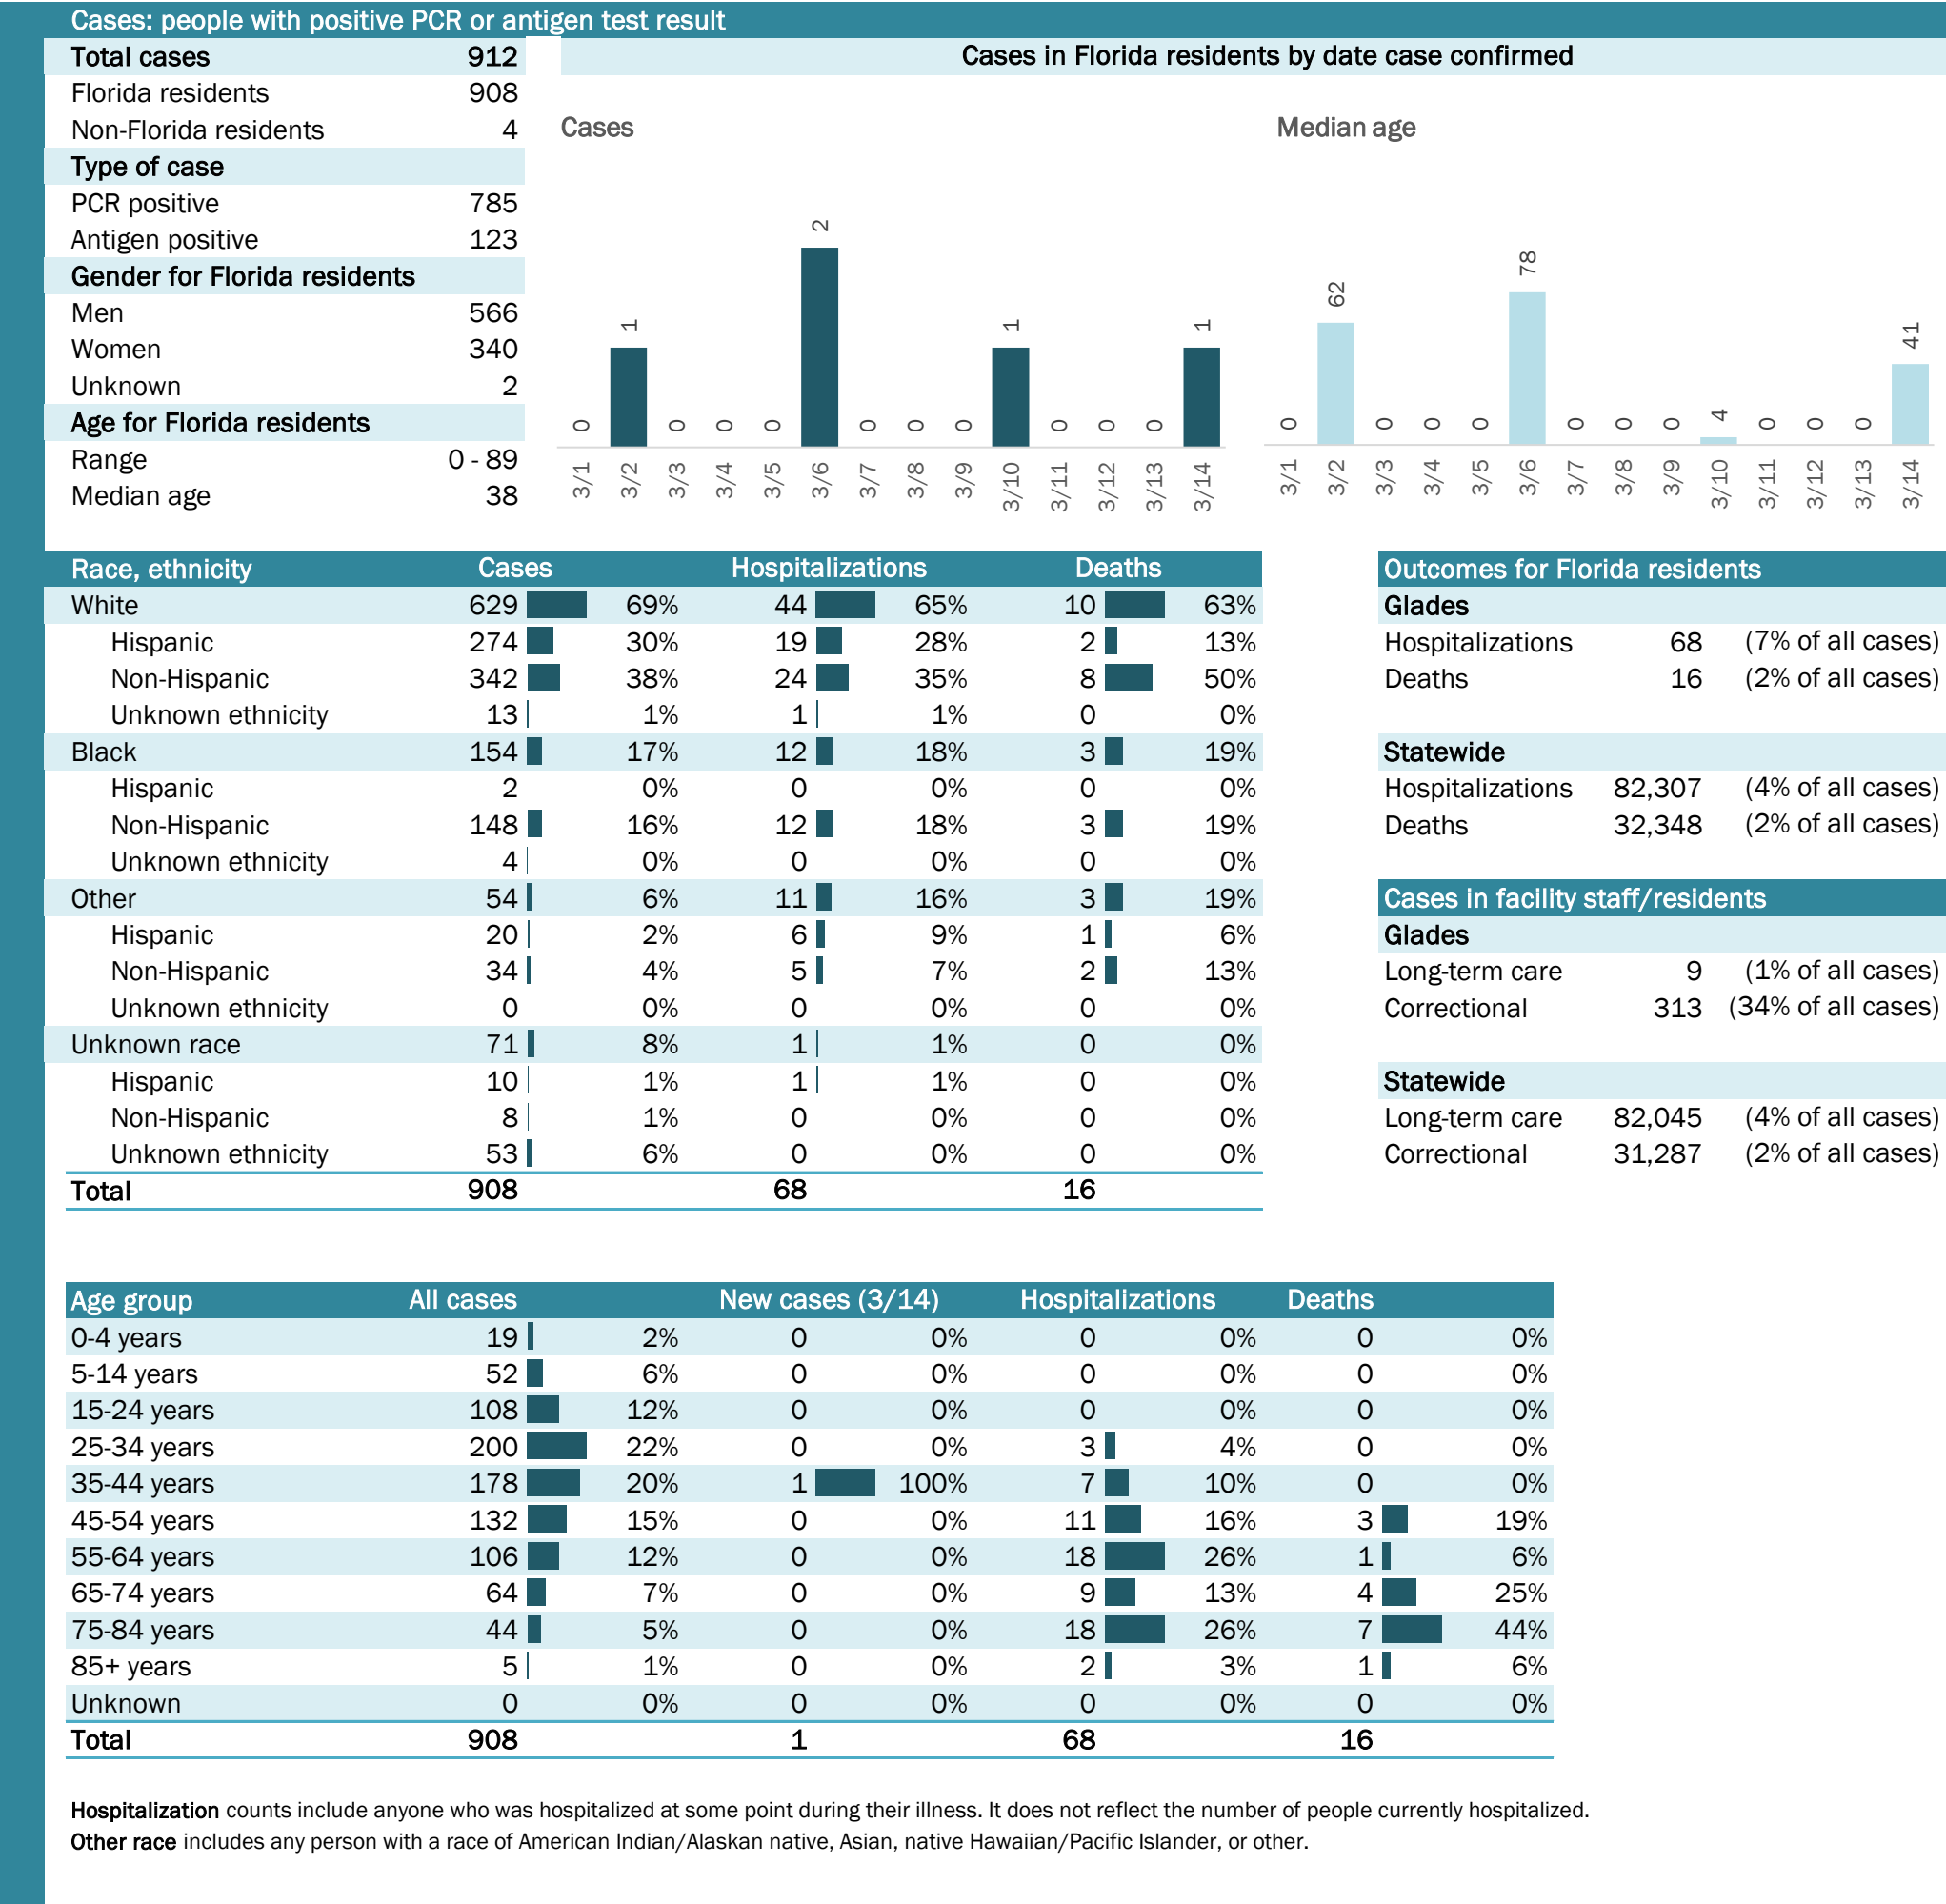 Cases: people with positive PCR or antigen test result
Total cases 912
Florida residents 908
Non-Florida residents 4
Type of case
PCR positive 785
Antigen positive 123
Gender for Florida residents
Men 566
Women 340
Unknown 2
Age for Florida residents
Range 0 - 89
Median age 38
Cases in Florida residents by date case confirmed
Cases
0 1 0 0 0 2 0 0 0 1 0 0 0 1
3/1 3/2 3/3 3/4 3/5 3/6 3/7 3/8 3/9 3/10 3/11 3/12 3/13 3/14
Median age
0 62 0 0 0 78 0 0 0 4 0 0 0 41
3/1 3/2 3/3 3/4 3/5 3/6 3/7 3/8 3/9 3/10 3/11 3/12 3/13 3/14
Race, ethnicity Cases Hospitalizations Deaths
White 629 69% 44 65% 10 63%
Hispanic 274 30% 19 28% 2 13%
Non-Hispanic 342 38% 24 35% 8 50%
Unknown ethnicity 13 1% 1 1% 0 0%
Black 154 17% 12 18% 3 19%
Hispanic 2 0% 0 0% 0 0%
Non-Hispanic 148 16% 12 18% 3 19%
Unknown ethnicity 4 0% 0 0% 0 0%
Other 54 6% 11 16% 3 19%
Hispanic 20 2% 6 9% 1 6%
Non-Hispanic 34 4% 5 7% 2 13%
Unknown ethnicity 0 0% 0 0% 0 0%
Unknown race 71 8% 1 1% 0 0%
Hispanic 10 1% 1 1% 0 0%
Non-Hispanic 8 1% 0 0% 0 0%
Unknown ethnicity 53 6% 0 0% 0 0%
Total 908 68 16
Outcomes for Florida residents
Glades
Hospitalizations 68 (7% of all cases)
Deaths 16 (2% of all cases)
Statewide
Hospitalizations 82,307 (4% of all cases)
Deaths 32,348 (2% of all cases)
Cases in facility staff/residents
Glades
Long-term care 9 (1% of all cases)
Correctional 313 (34% of all cases)
Statewide
Long-term care 82,045 (4% of all cases)
Correctional 31,287 (2% of all cases)
Age group All cases New cases (3/14) Hospitalizations Deaths
0-4 years 19 2% 0 0% 0 0% 0 0%
5-14 years 52 6% 0 0% 0 0% 0 0%
15-24 years 108 12% 0 0% 0 0% 0 0%
25-34 years 200 22% 0 0% 3 4% 0 0%
35-44 years 178 20% 1 100% 7 10% 0 0%
45-54 years 132 15% 0 0% 11 16% 3 19%
55-64 years 106 12% 0 0% 18 26% 1 6%
65-74 years 64 7% 0 0% 9 13% 4 25%
75-84 years 44 5% 0 0% 18 26% 7 44%
85+ years 5 1% 0 0% 2 3% 1 6%
Unknown 0 0% 0 0% 0 0% 0 0%
Total 908 1 68 16
Hospitalization counts include anyone who was hospitalized at some point during their illness. It does not reflect the number of people currently hospitalized.
Other race includes any person with a race of American Indian/Alaskan native, Asian, native Hawaiian/Pacific Islander, or other.